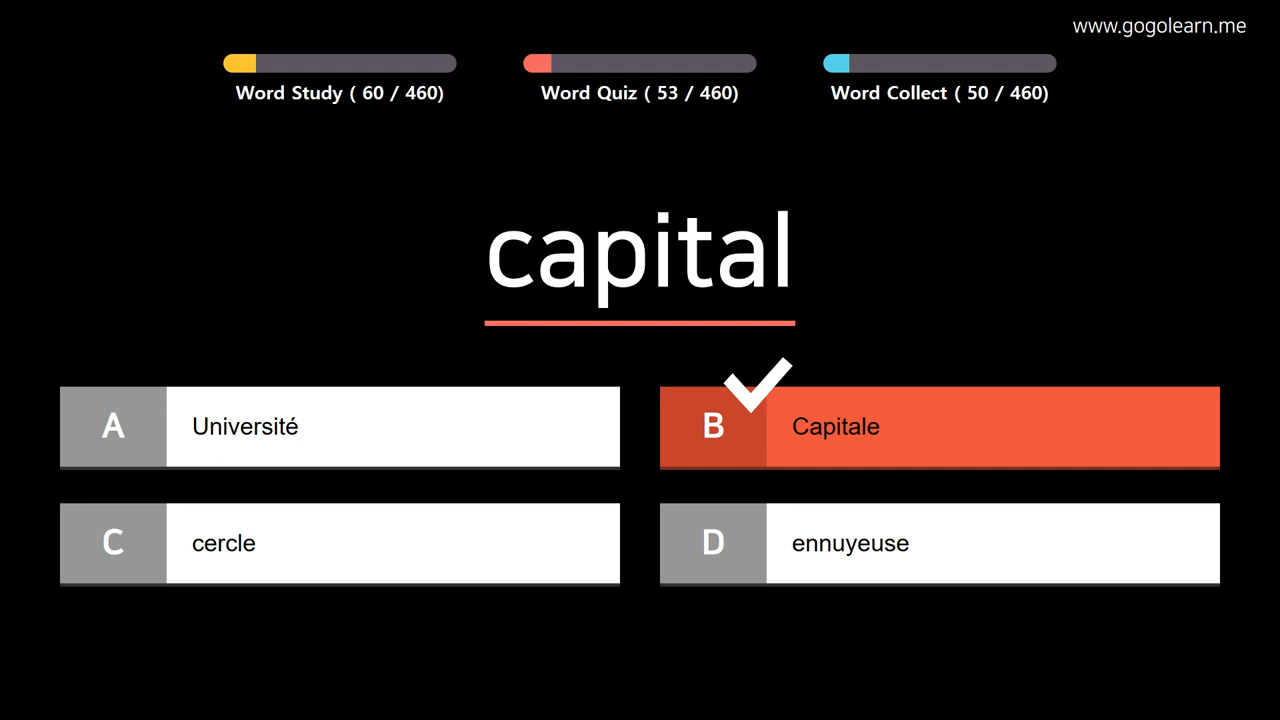 www.gogolearn.me
Word Study ( 60 / 460)
Word Quiz ( 53 / 460)
Word Collect ( 50 / 460)
capital
A Université
B Capitale
C cercle
D ennuyeuse